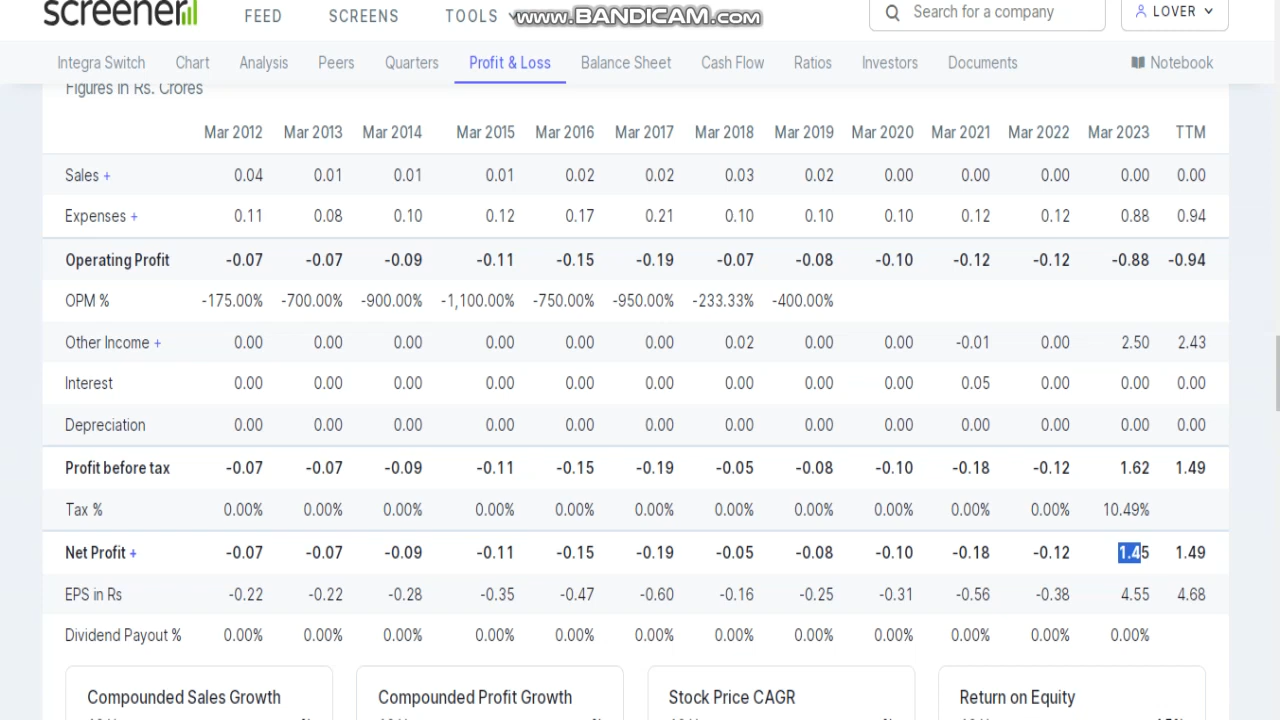 screener FEED SCREENS TOOLS www.BANDICAM.com Search for a company LOVER
Integra Switch Chart Analysis Peers Quarters Profit & Loss Balance Sheet Cash Flow Ratios Investors Documents Notebook
Figures in Rs. Crores
Mar 2012 Mar 2013 Mar 2014 Mar 2015 Mar 2016 Mar 2017 Mar 2018 Mar 2019 Mar 2020 Mar 2021 Mar 2022 Mar 2023 TTM
Sales + 0.04 0.01 0.01 0.01 0.02 0.02 0.03 0.02 0.00 0.00 0.00 0.00 0.00
Expenses + 0.11 0.08 0.10 0.12 0.17 0.21 0.10 0.10 0.10 0.12 0.12 0.88 0.94
Operating Profit -0.07 -0.07 -0.09 -0.11 -0.15 -0.19 -0.07 -0.08 -0.10 -0.12 -0.12 -0.88 -0.94
OPM % -175.00% -700.00% -900.00% -1,100.00% -750.00% -950.00% -233.33% -400.00%
Other Income + 0.00 0.00 0.00 0.00 0.00 0.00 0.02 0.00 0.00 -0.01 0.00 2.50 2.43
Interest 0.00 0.00 0.00 0.00 0.00 0.00 0.00 0.00 0.00 0.05 0.00 0.00 0.00
Depreciation 0.00 0.00 0.00 0.00 0.00 0.00 0.00 0.00 0.00 0.00 0.00 0.00 0.00
Profit before tax -0.07 -0.07 -0.09 -0.11 -0.15 -0.19 -0.05 -0.08 -0.10 -0.18 -0.12 1.62 1.49
Tax % 0.00% 0.00% 0.00% 0.00% 0.00% 0.00% 0.00% 0.00% 0.00% 0.00% 0.00% 10.49%
Net Profit + -0.07 -0.07 -0.09 -0.11 -0.15 -0.19 -0.05 -0.08 -0.10 -0.18 -0.12 1.45 1.49
EPS in Rs -0.22 -0.22 -0.28 -0.35 -0.47 -0.60 -0.16 -0.25 -0.31 -0.56 -0.38 4.55 4.68
Dividend Payout % 0.00% 0.00% 0.00% 0.00% 0.00% 0.00% 0.00% 0.00% 0.00% 0.00% 0.00% 0.00%
Compounded Sales Growth Compounded Profit Growth Stock Price CAGR Return on Equity